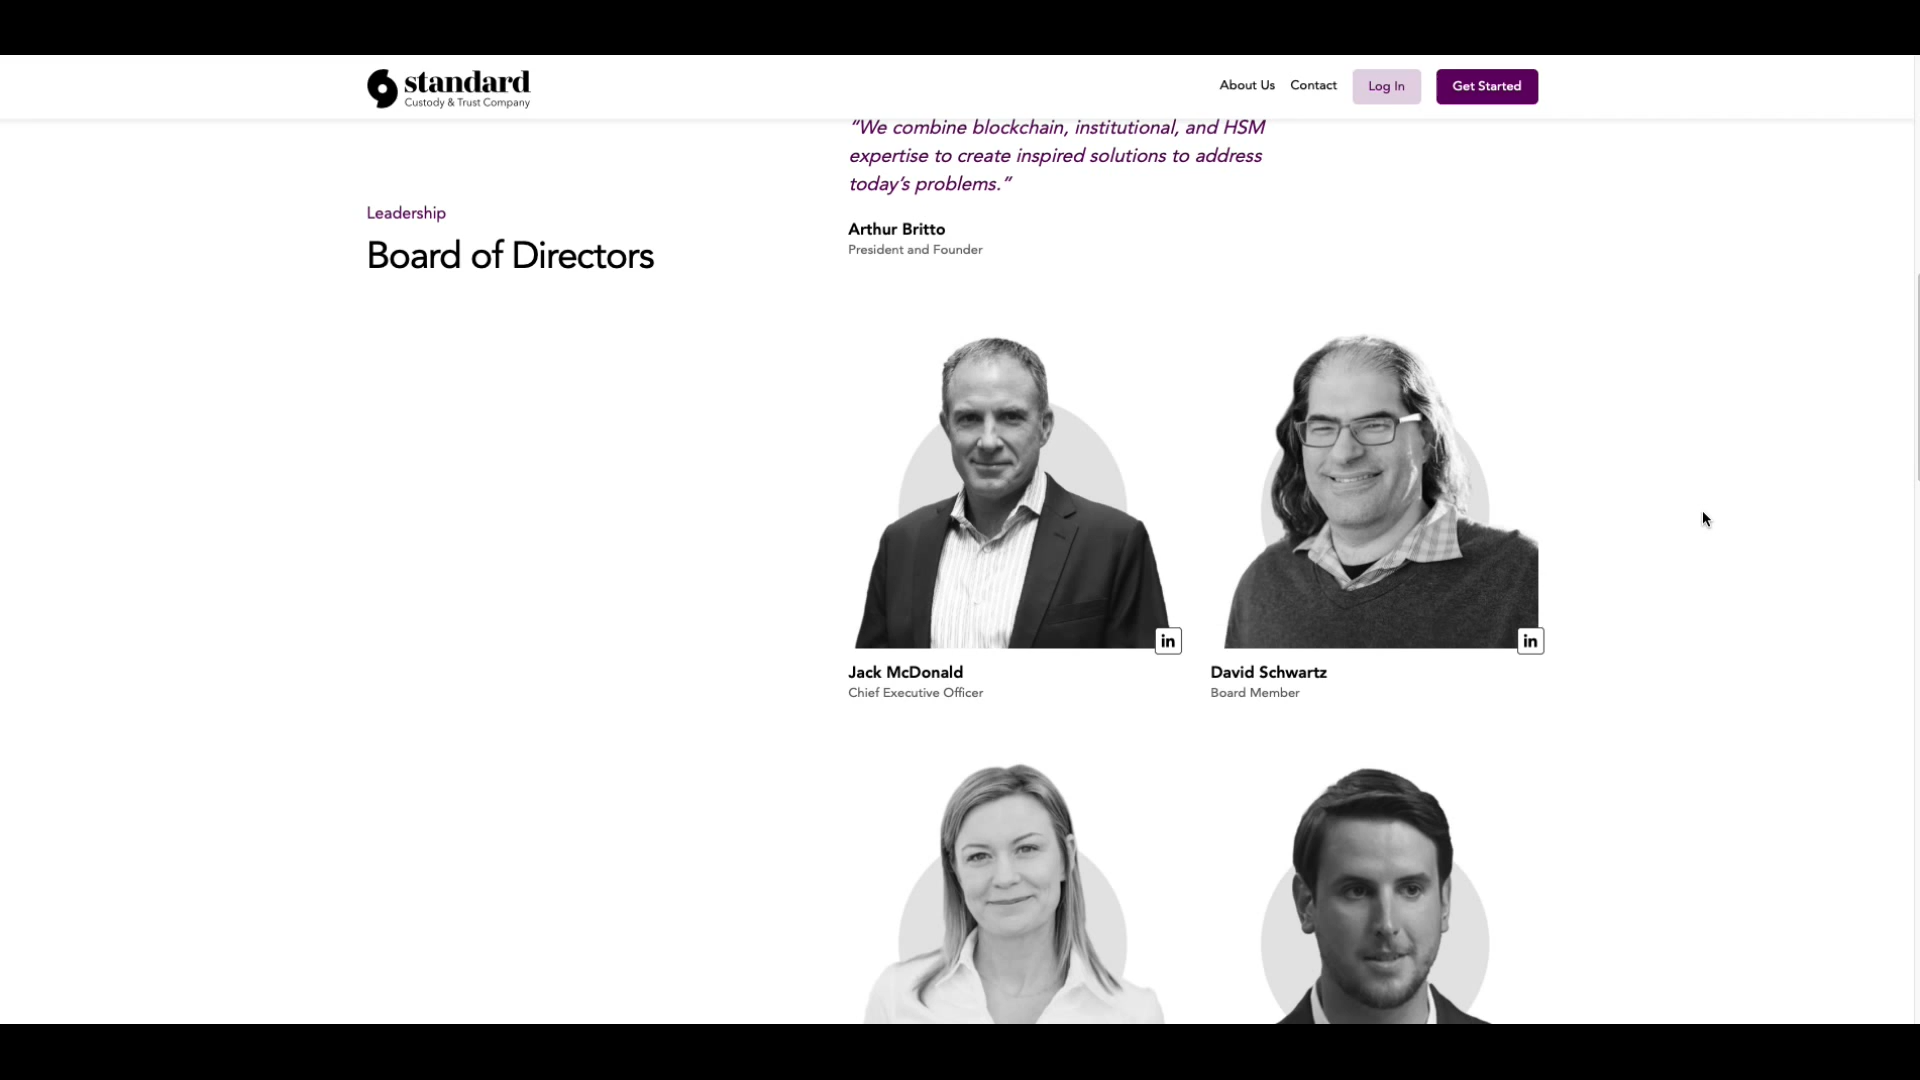 standard
Custody & Trust Company
About Us
Contact
Log In
Get Started
“We combine blockchain, institutional, and HSM
expertise to create inspired solutions to address
today’s problems.”
Arthur Britto
President and Founder
Leadership
Board of Directors
in
in
Jack McDonald
Chief Executive Officer
David Schwartz
Board Member